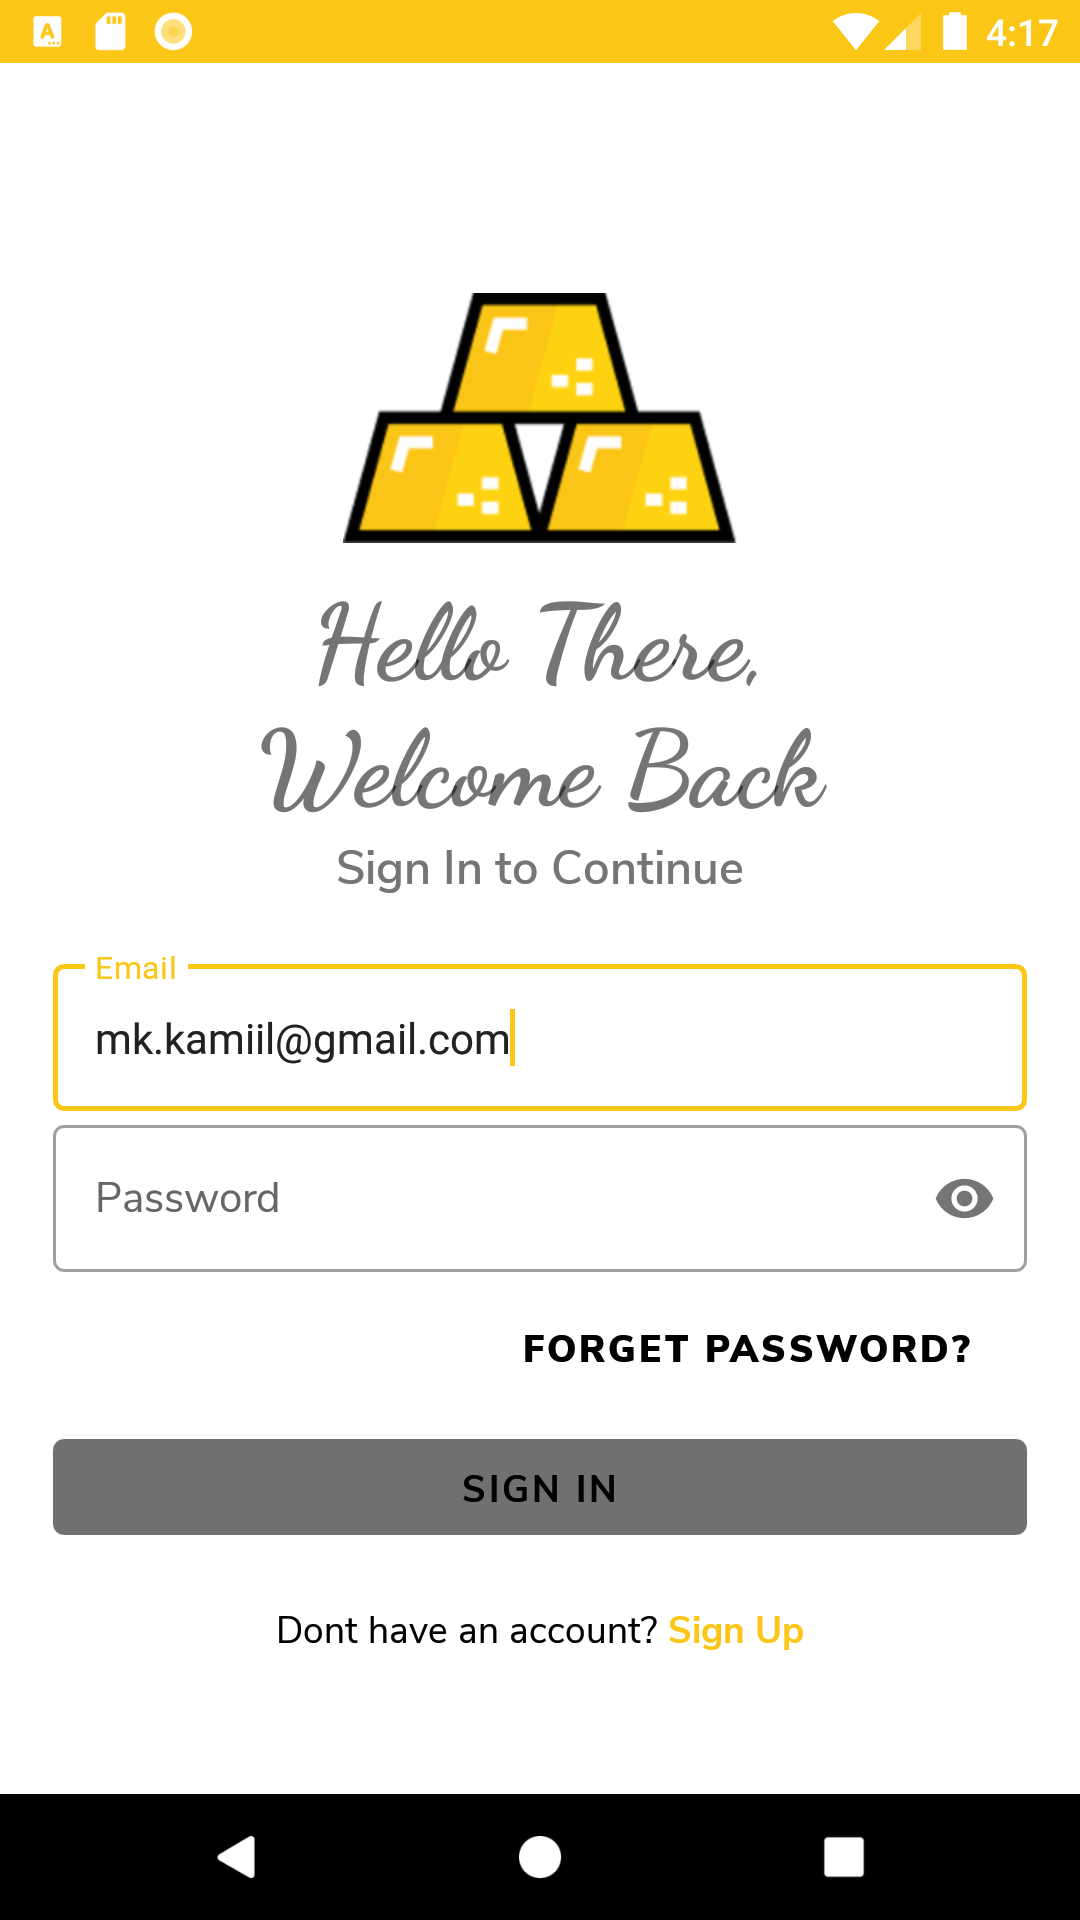 4:17
Hello There,
Welcome Back
Sign In to Continue
Email
mk.kamiil@gmail.com
Password
FORGET PASSWORD?
SIGN IN
Dont have an account? Sign Up